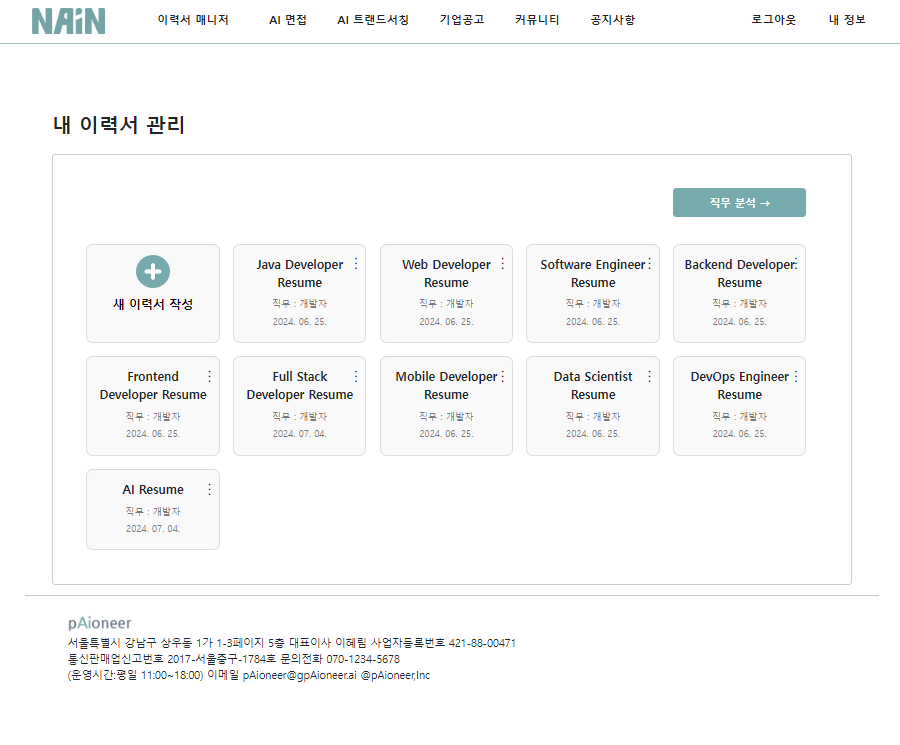 NAiN
이력서 매니저 AI 면접 AI 트랜드서칭 기업공고 커뮤니티 공지사항 로그아웃 내 정보
내 이력서 관리
직무 분석 →
새 이력서 작성
Java Developer
Resume
직무 : 개발자
2024. 06. 25.
Web Developer
Resume
직무 : 개발자
2024. 06. 25.
Software Engineer
Resume
직무 : 개발자
2024. 06. 25.
Backend Developer
Resume
직무 : 개발자
2024. 06. 25.
Frontend
Developer Resume
직무 : 개발자
2024. 06. 25.
Full Stack
Developer Resume
직무 : 개발자
2024. 07. 04.
Mobile Developer
Resume
직무 : 개발자
2024. 06. 25.
Data Scientist
Resume
직무 : 개발자
2024. 06. 25.
DevOps Engineer
Resume
직무 : 개발자
2024. 06. 25.
AI Resume
직무 : 개발자
2024. 07. 04.
pAioneer
서울특별시 강남구 상우동 1가 1-3페이지 5층 대표이사 이혜림 사업자등록번호 421-88-00471
통신판매업신고번호 2017-서울중구-1784호 문의전화 070-1234-5678
(운영시간:평일 11:00~18:00) 이메일 pAioneer@gpAioneer.ai @pAioneer,Inc